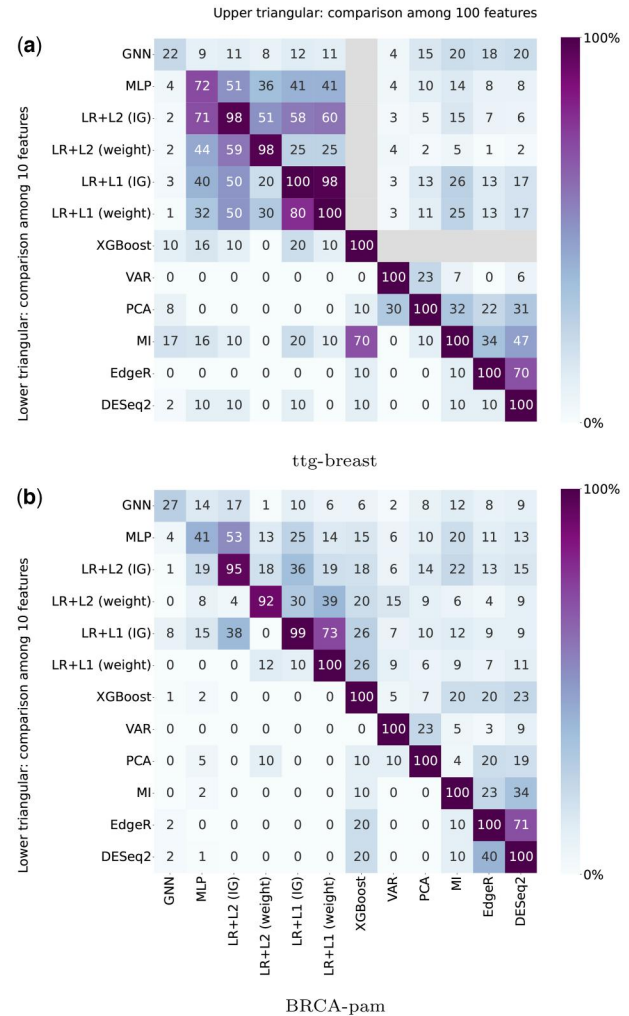 Upper triangular: comparison among 100 features
(a)
Lower triangular: comparison among 10 features
GNN 22 9 11 8 12 11 4 15 20 18 20
MLP 4 72 51 36 41 41 4 10 14 8 8
LR+L2 (IG) 2 71 98 51 58 60 3 5 15 7 6
LR+L2 (weight) 2 44 59 98 25 25 4 2 5 1 2
LR+L1 (IG) 3 40 50 20 100 98 3 13 26 13 17
LR+L1 (weight) 1 32 50 30 80 100 3 11 25 13 17
XGBoost 10 16 10 0 20 10 100
VAR 0 0 0 0 0 0 0 100 23 7 0 6
PCA 8 0 0 0 0 0 10 30 100 32 22 31
MI 17 16 10 0 20 10 70 0 10 100 34 47
EdgeR 0 0 0 0 0 0 10 0 0 10 100 70
DESeq2 2 10 10 0 10 10 10 0 0 10 10 100
100%
0%
ttg-breast
(b)
Lower triangular: comparison among 10 features
GNN 27 14 17 1 10 6 6 2 8 12 8 9
MLP 4 41 53 13 25 14 15 6 10 20 11 13
LR+L2 (IG) 1 19 95 18 36 19 18 6 14 22 13 15
LR+L2 (weight) 0 8 4 92 30 39 20 15 9 6 4 9
LR+L1 (IG) 8 15 38 0 99 73 26 7 10 12 9 9
LR+L1 (weight) 0 0 0 12 10 100 26 9 6 9 7 11
XGBoost 1 2 0 0 0 0 100 5 7 20 20 23
VAR 0 0 0 0 0 0 0 100 23 5 3 9
PCA 0 5 0 10 0 0 10 10 100 4 20 19
MI 0 2 0 0 0 0 10 0 0 100 23 34
EdgeR 2 0 0 0 0 0 20 0 0 10 100 71
DESeq2 2 1 0 0 0 0 20 0 0 10 40 100
100%
0%
GNN MLP LR+L2 (IG) LR+L2 (weight) LR+L1 (IG) LR+L1 (weight) XGBoost VAR PCA MI EdgeR DESeq2
BRCA-pam